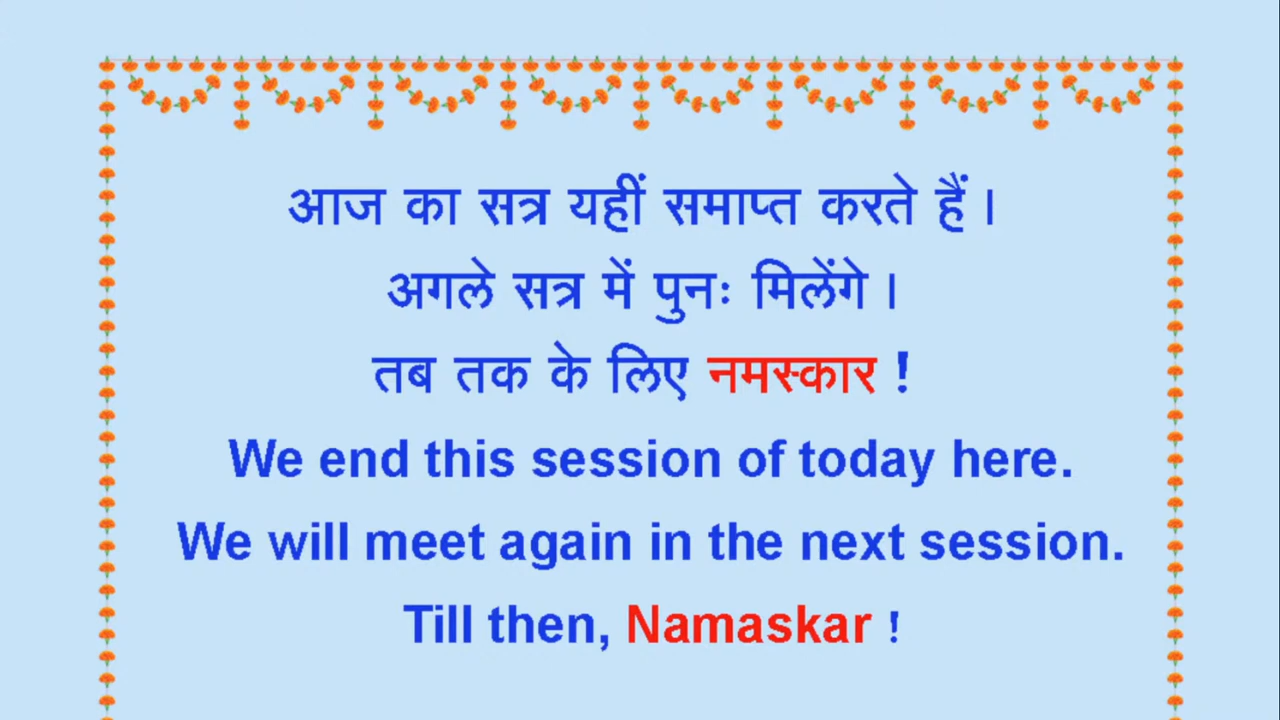 आज का सत्र यहीं समाप्त करते हैं ।
अगले सत्र में पुनः मिलेंगे ।
तब तक के लिए नमस्कार !
We end this session of today here.
We will meet again in the next session.
Till then, Namaskar !